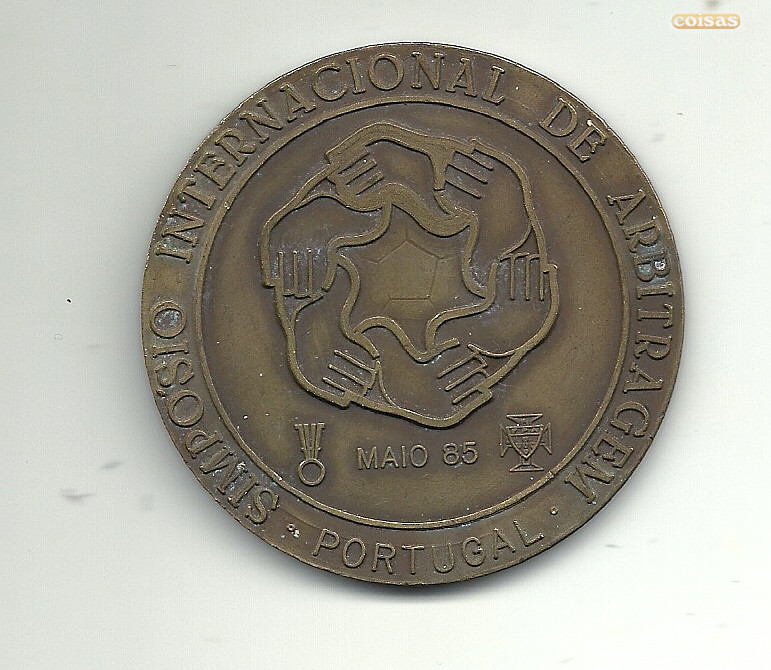 coisas
SIMPÓSIO INTERNACIONAL DE ARBITRAGEM
· PORTUGAL ·
MAIO 85